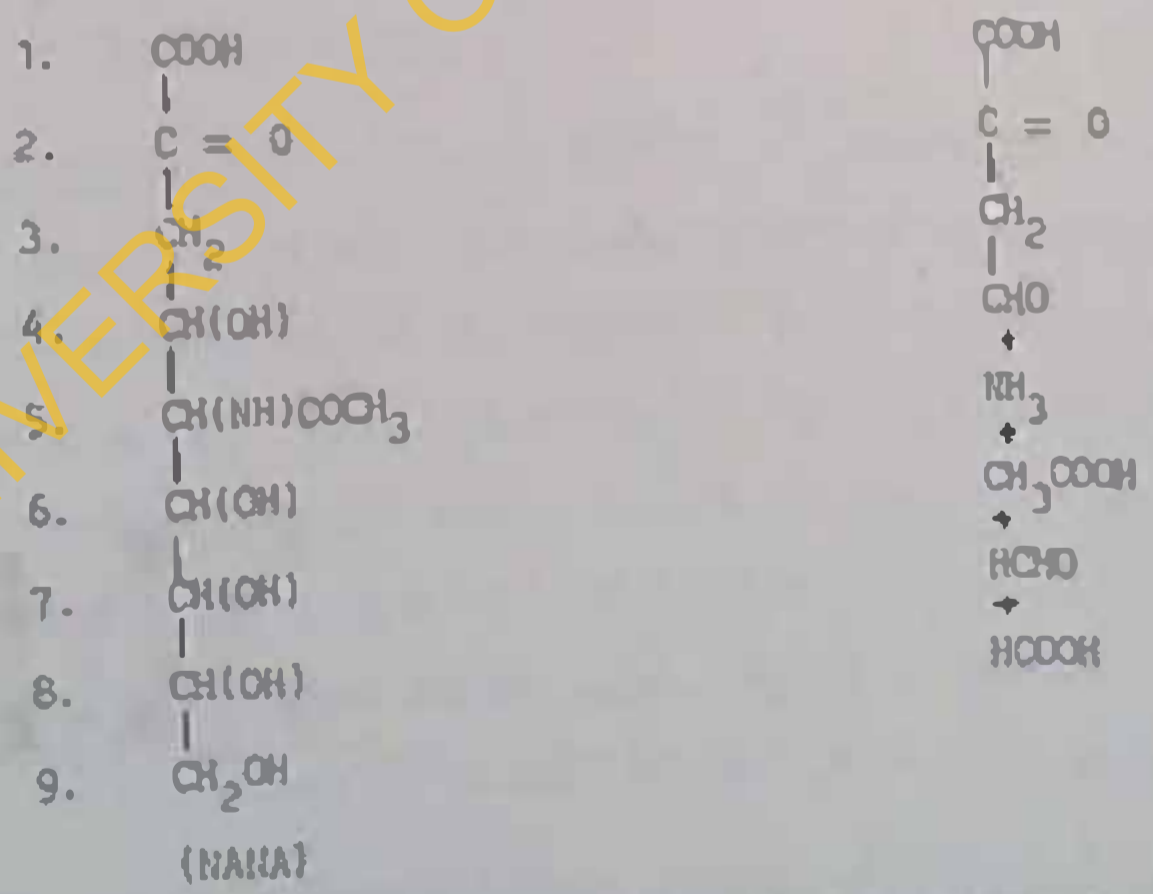 1. COOH
2. C = O
3. CH2
4. CH(OH)
5. CH(NH)COCH3
6. CH(OH)
7. CH(OH)
8. CH(OH)
9. CH2OH
(NANA)
COOH
C = O
CH2
CHO
+
NH3
+
CH3COOH
+
HCHO
+
HCOOH
VERSITY